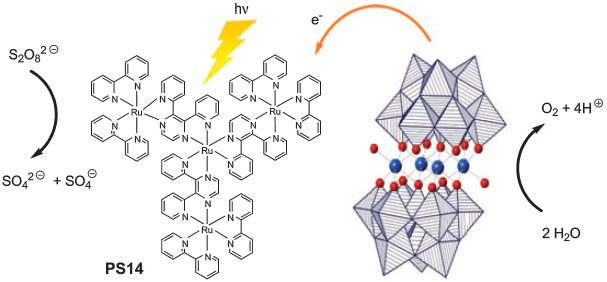 hν
e⁻
S₂O₈²⊖
SO₄²⊖ + SO₄⊖
N N N N N N
Ru Ru
N N N N N N
N N
Ru
N N
N N
N N
Ru
N N
PS14
O₂ + 4H⊕
2 H₂O